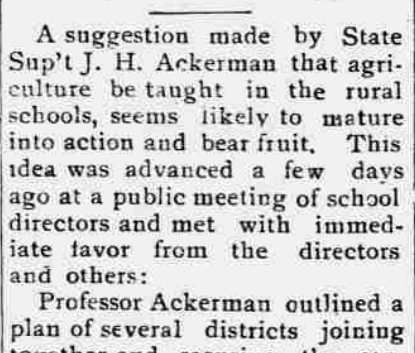 A suggestion made by State
Sup't J. H. Ackerman that agri-
culture be taught in the rural
schools, seems likely to mature
into action and bear fruit. This
idea was advanced a few days
ago at a public meeting of school
directors and met with immed-
iate favor from the directors
and others:
Professor Ackerman outlined a
plan of several districts joining
together and